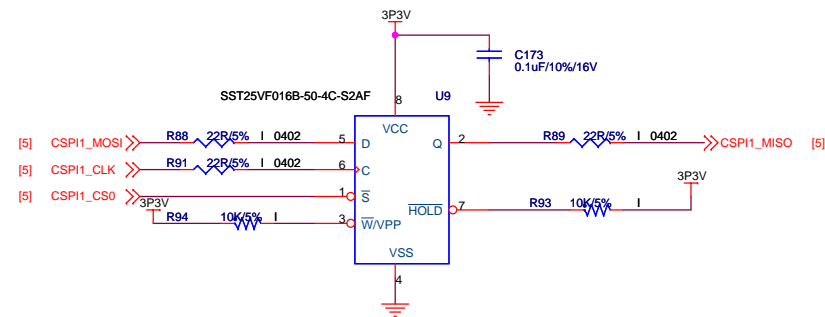 3P3V
C173
0.1uF/10%/16V
SST25VF016B-50-4C-S2AF
U9
8
VCC
[5] CSPI1_MOSI R88 22R/5% I 0402 5 D Q 2 R89 22R/5% I 0402 CSPI1_MISO [5]
[5] CSPI1_CLK R91 22R/5% I 0402 6 C
[5] CSPI1_CS0 1 S
3P3V
HOLD 7 R93 10K/5% I
3P3V
R94 10K/5% I 3 W/VPP
VSS
4